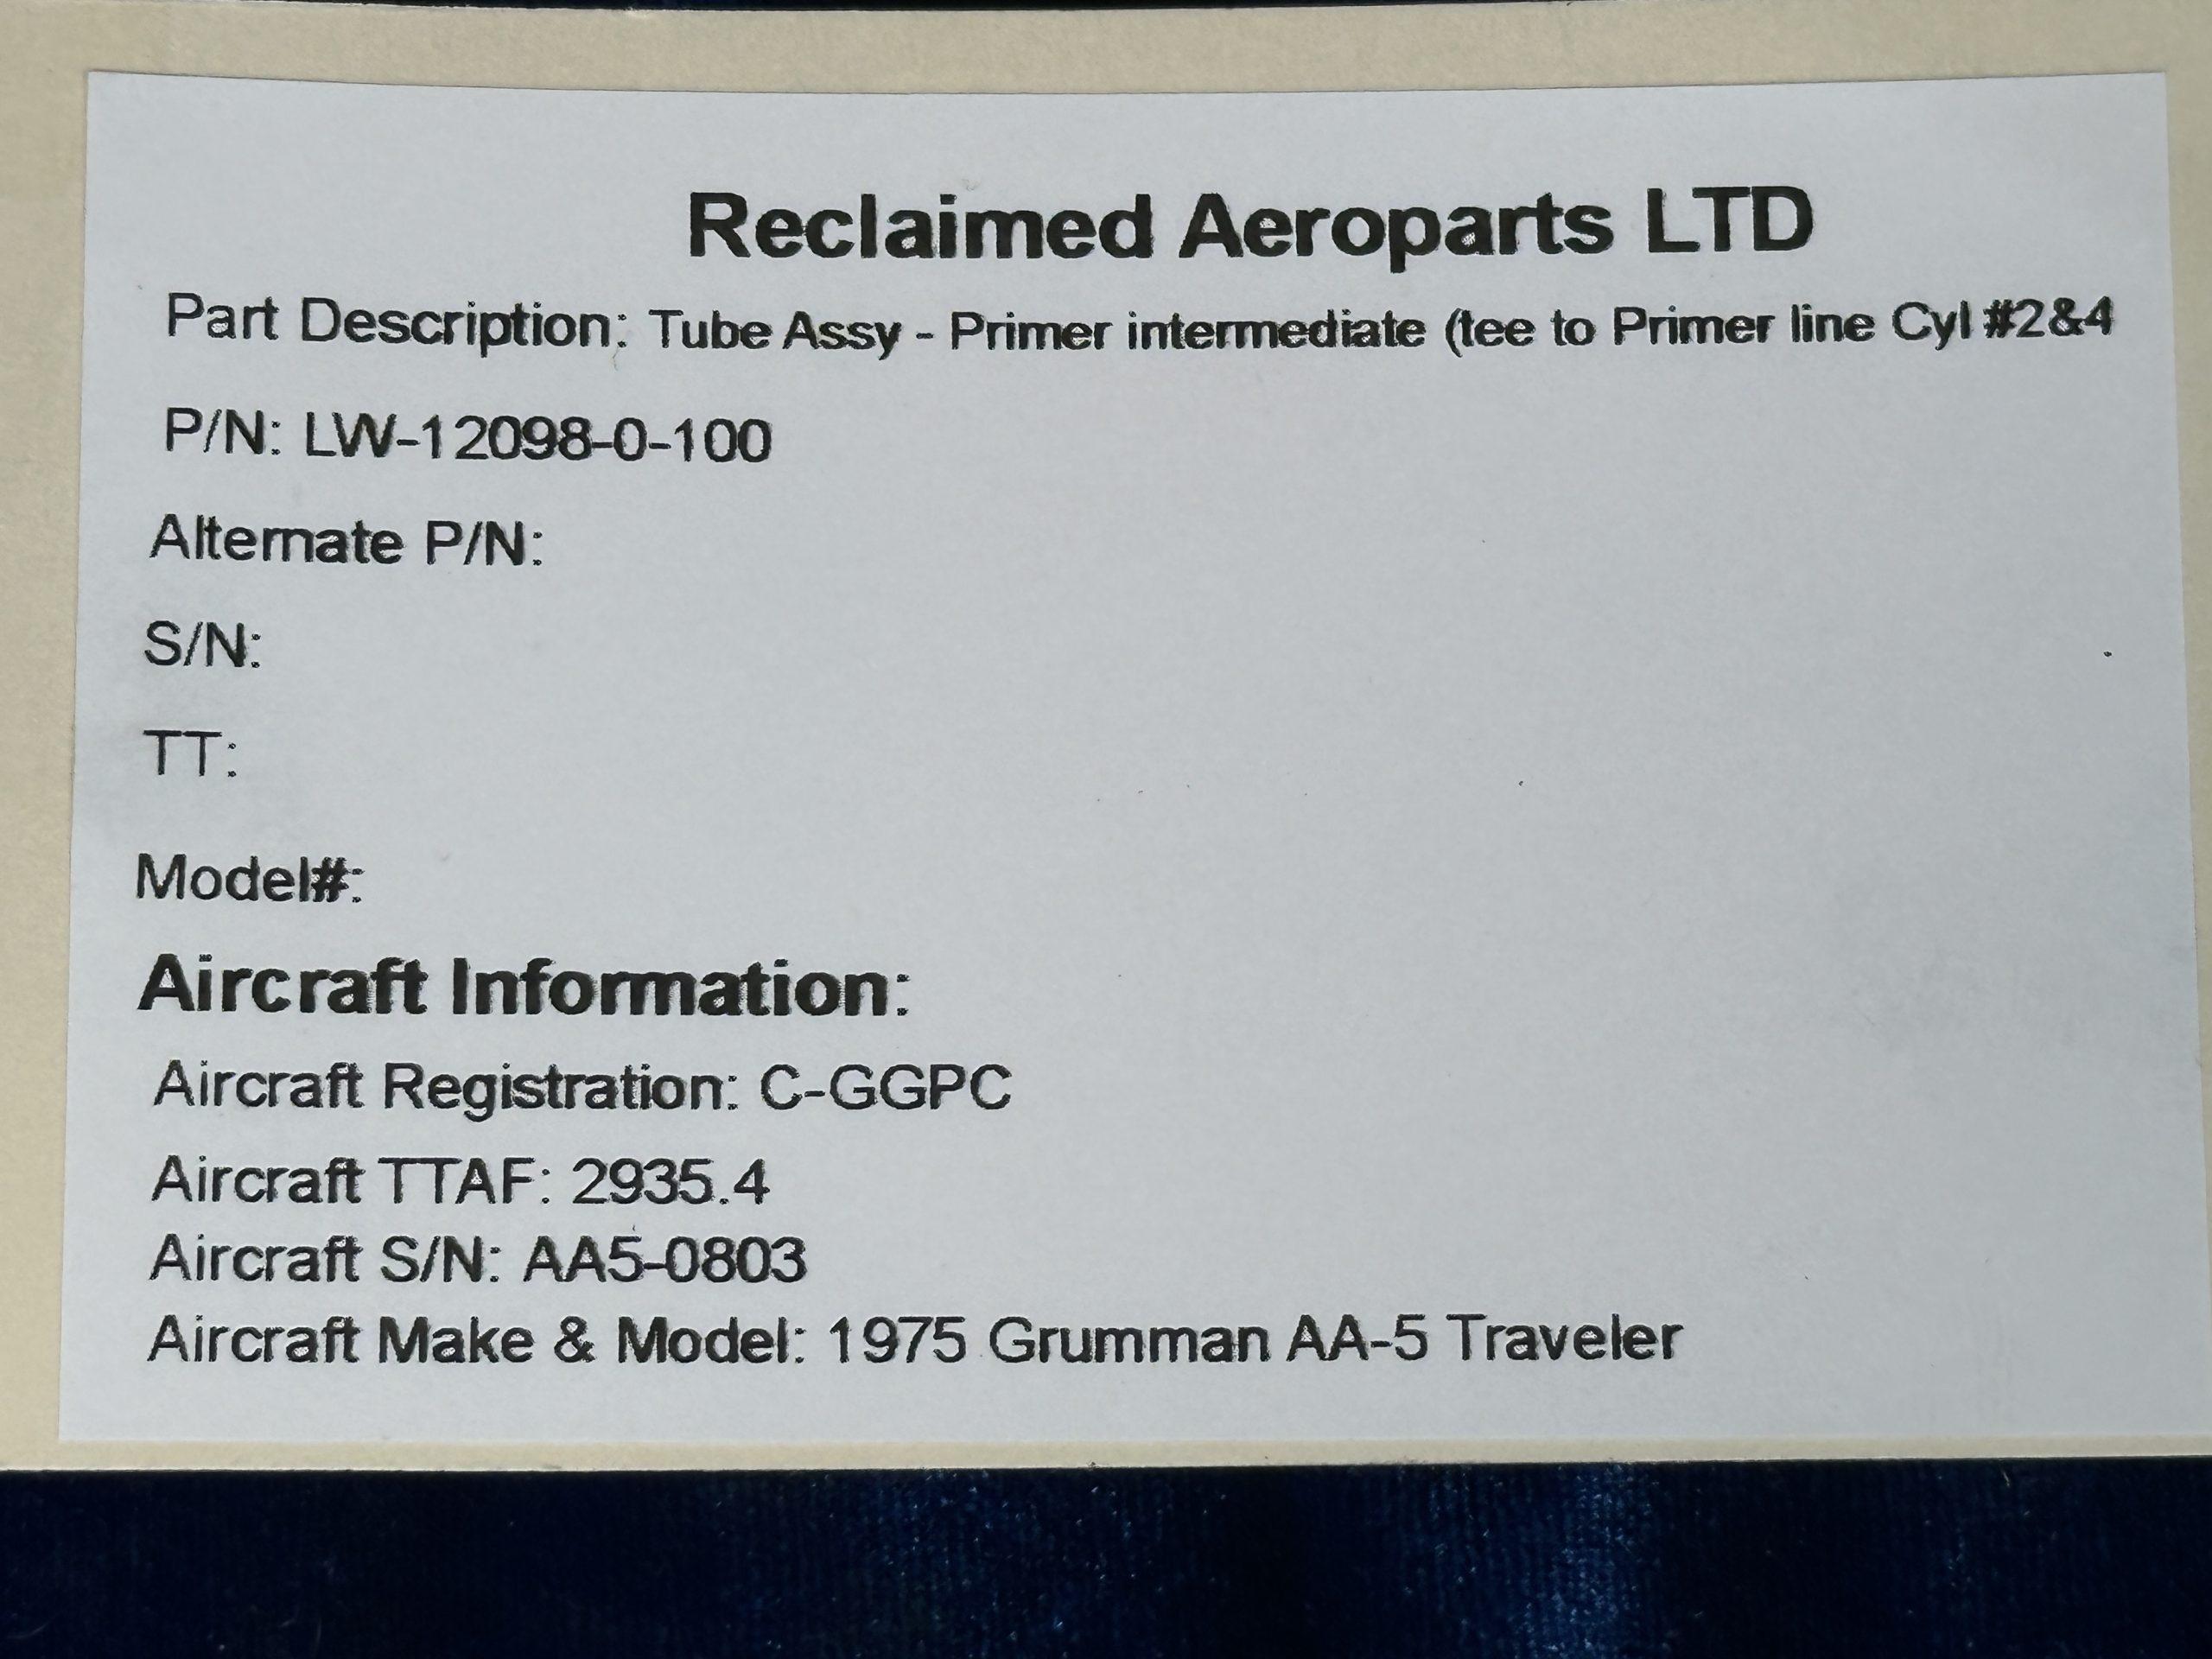 Reclaimed Aeroparts LTD
Part Description: Tube Assy - Primer intermediate (tee to Primer line Cyl #2&4
P/N: LW-12098-0-100
Alternate P/N:
S/N:
TT:
Model#:
Aircraft Information:
Aircraft Registration: C-GGPC
Aircraft TTAF: 2935.4
Aircraft S/N: AA5-0803
Aircraft Make & Model: 1975 Grumman AA-5 Traveler